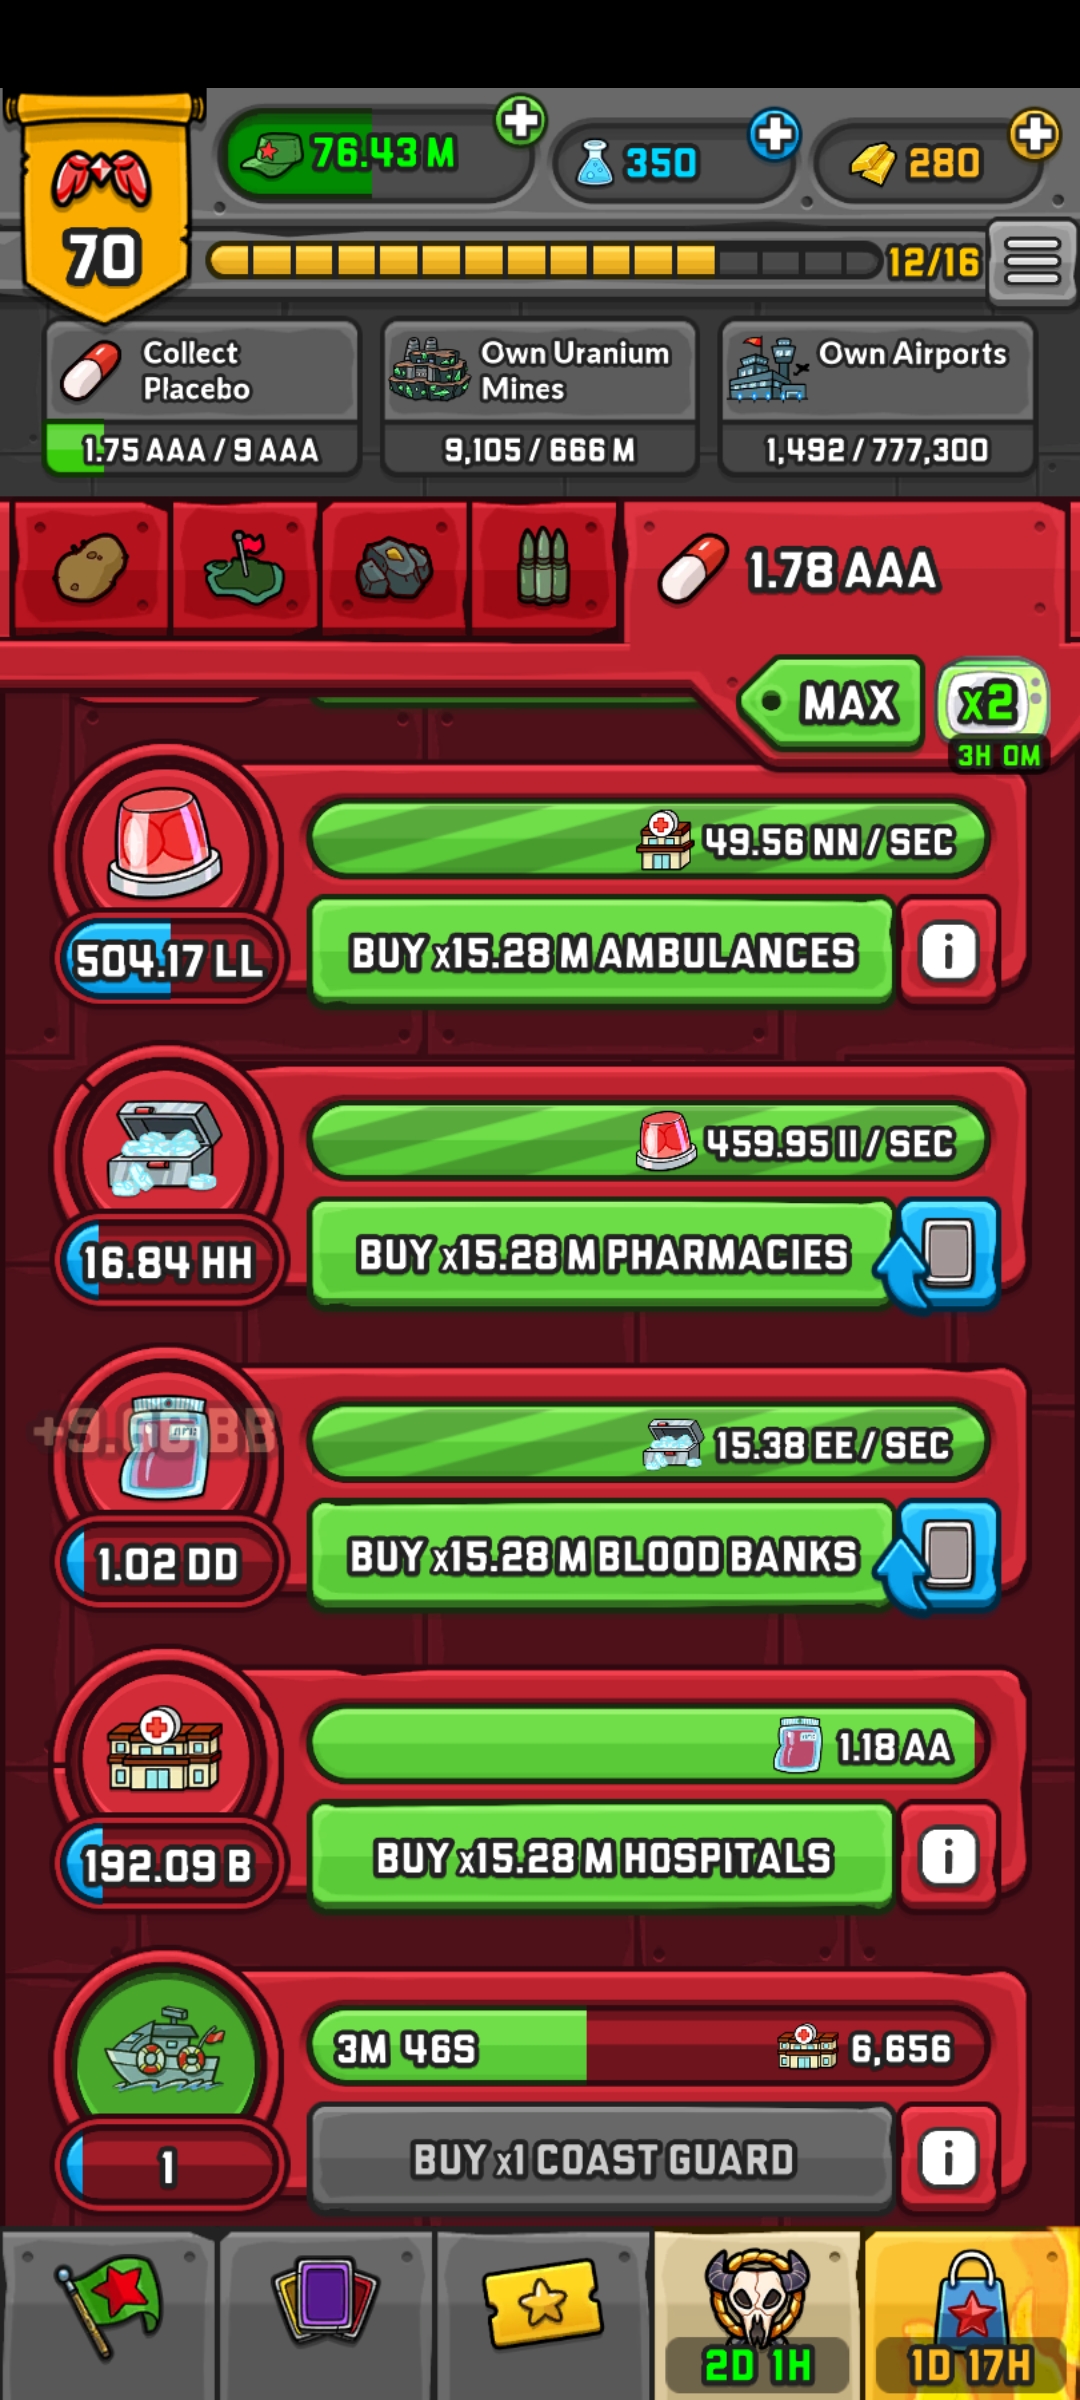 76.43 M
350
280
70
12/16
Collect
Placebo
Own Uranium
Mines
Own Airports
1.75 AAA / 9 AAA
9,105 / 666 M
1,492 / 777,300
1.78 AAA
MAX
x2
3H 0M
49.56 NN / SEC
504.17 LL
BUY x15.28 M AMBULANCES
i
459.95 II / SEC
16.84 HH
BUY x15.28 M PHARMACIES
15.38 EE / SEC
1.02 DD
BUY x15.28 M BLOOD BANKS
1.18 AA
192.09 B
BUY x15.28 M HOSPITALS
i
3M 46S
6,656
1
BUY x1 COAST GUARD
i
2D 1H
1D 17H